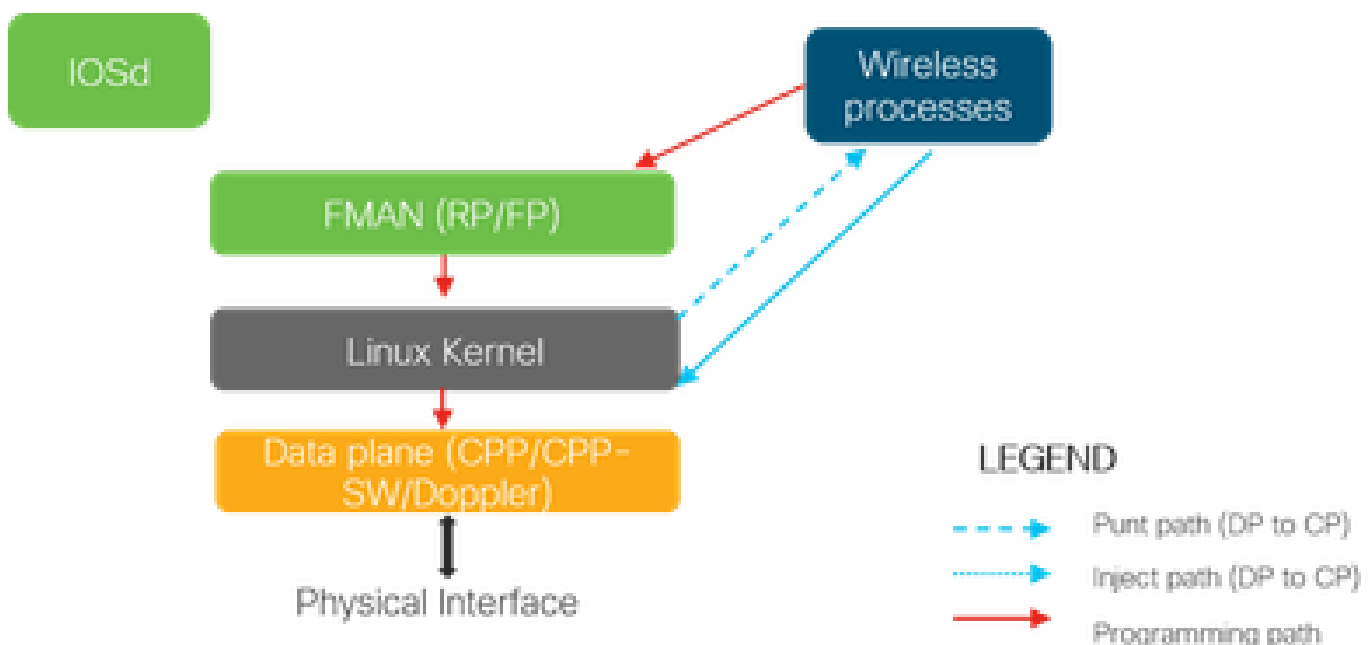 IOSd
Wireless
processes
FMAN (RP/FP)
Linux Kernel
Data plane (CPP/CPP-
SW/Doppler)
Physical Interface
LEGEND
Punt path (DP to CP)
Inject path (DP to CP)
Programming path